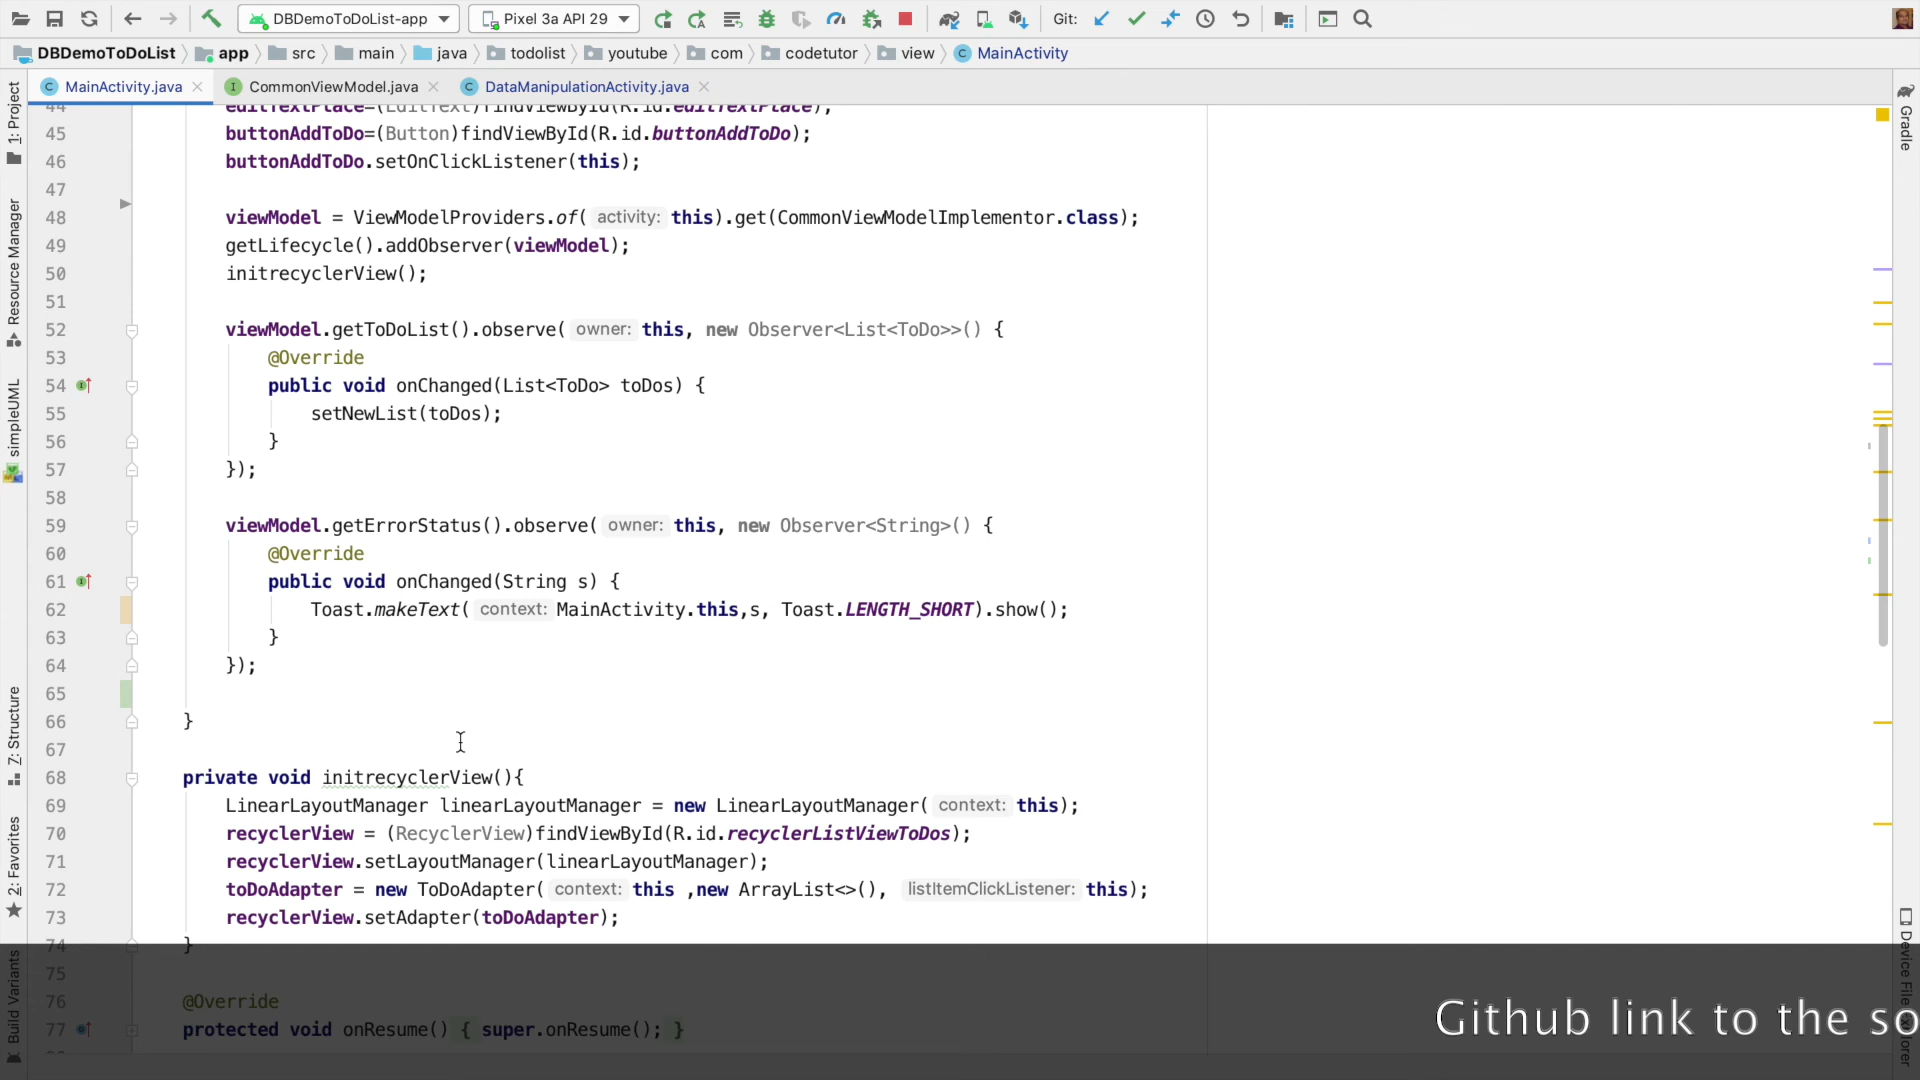 DBDemoToDoList-app Pixel 3a API 29 Git:
DBDemoToDoList app src main java todolist youtube com codetutor view MainActivity
MainActivity.java CommonViewModel.java DataManipulationActivity.java
44 editTextPlace=(EditText)findViewById(R.id.editTextPlace);
45 buttonAddToDo=(Button)findViewById(R.id.buttonAddToDo);
46 buttonAddToDo.setOnClickListener(this);
47
48 viewModel = ViewModelProviders.of( activity: this).get(CommonViewModelImplementor.class);
49 getLifecycle().addObserver(viewModel);
50 initrecyclerView();
51
52 viewModel.getToDoList().observe( owner: this, new Observer<List<ToDo>>() {
53 @Override
54 public void onChanged(List<ToDo> toDos) {
55 setNewList(toDos);
56 }
57 });
58
59 viewModel.getErrorStatus().observe( owner: this, new Observer<String>() {
60 @Override
61 public void onChanged(String s) {
62 Toast.makeText( context: MainActivity.this,s, Toast.LENGTH_SHORT).show();
63 }
64 });
65
66 }
67
68 private void initrecyclerView(){
69 LinearLayoutManager linearLayoutManager = new LinearLayoutManager( context: this);
70 recyclerView = (RecyclerView)findViewById(R.id.recyclerListViewToDos);
71 recyclerView.setLayoutManager(linearLayoutManager);
72 toDoAdapter = new ToDoAdapter( context: this ,new ArrayList<>(), listItemClickListener: this);
73 recyclerView.setAdapter(toDoAdapter);
74 }
75
76 @Override
77 protected void onResume() { super.onResume(); }
Github link to the so
1: Project
Resource Manager
simpleUML
7: Structure
2: Favorites
Build Variants
Gradle
Device File Explorer